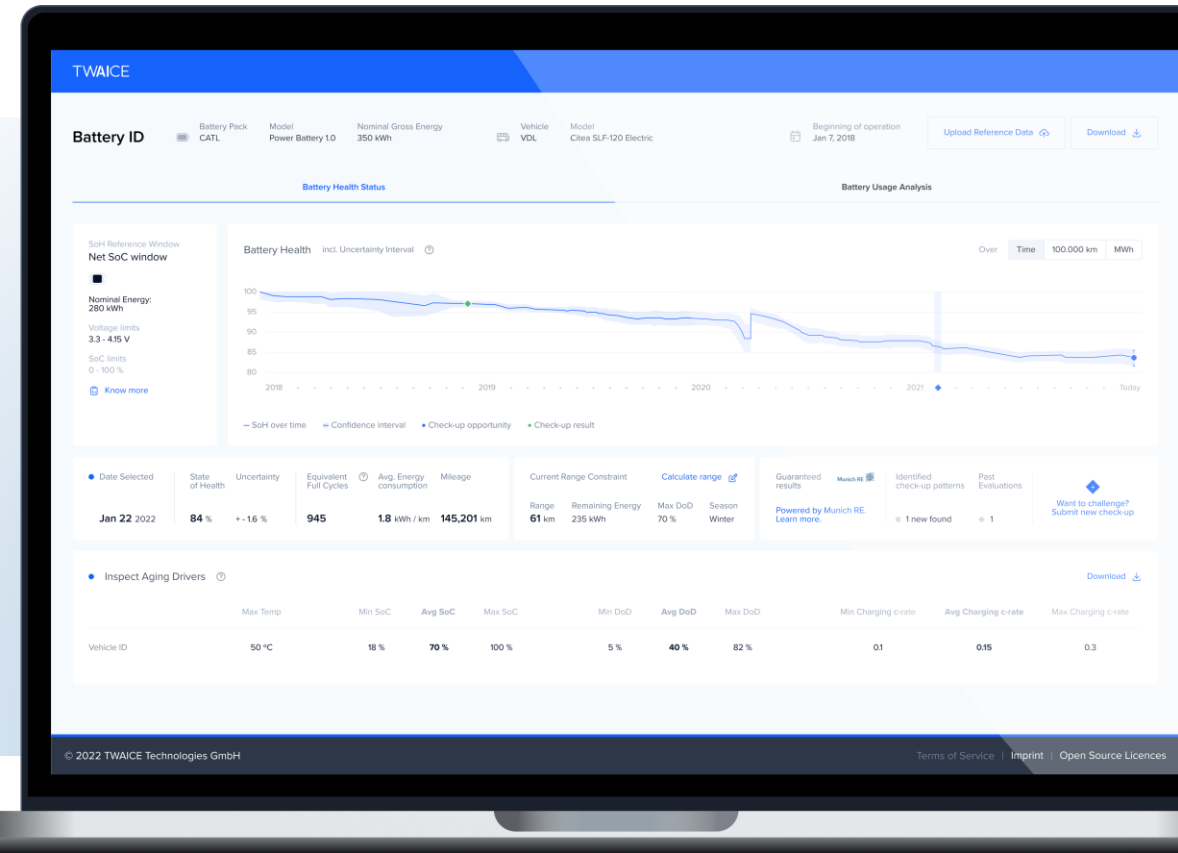 TWAICE
Battery ID
Battery Pack
CATL
Model
Power Battery 1.0
Nominal Gross Energy
350 kWh
Vehicle
VDL
Model
Citea SLF-120 Electric
Beginning of operation
Jan 7, 2018
Upload Reference Data
Download
Battery Health Status
Battery Usage Analysis
SoH Reference Window
Net SoC window
Nominal Energy:
280 kWh
Voltage limits
3.3 - 4.15 V
SoC limits
0 - 100 %
Know more
Battery Health incl. Uncertainty Interval ?
Over Time 100.000 km MWh
100
95
90
85
80
2018 2019 2020 2021 Today
SoH over time Confidence interval Check-up opportunity Check-up result
Date Selected
Jan 22 2022
State
of Health
84 %
Uncertainty
+ - 1.6 %
Equivalent ?
Full Cycles
945
Avg. Energy
consumption
1.8 kWh / km
Mileage
145,201 km
Current Range Constraint
Calculate range
Range
61 km
Remaining Energy
235 kWh
Max DoD
70 %
Season
Winter
Guaranteed
results
Munich RE
Powered by Munich RE.
Learn more.
Identified
check-up patterns
1 new found
Past
Evaluations
1
Want to challenge?
Submit new check-up
Inspect Aging Drivers ?
Download
Max Temp Min SoC Avg SoC Max SoC Min DoD Avg DoD Max DoD Min Charging c-rate Avg Charging c-rate Max Charging c-rate
Vehicle ID 50 °C 18 % 70 % 100 % 5 % 40 % 82 % 0.1 0.15 0.3
© 2022 TWAICE Technologies GmbH
Terms of Service | Imprint | Open Source Licences